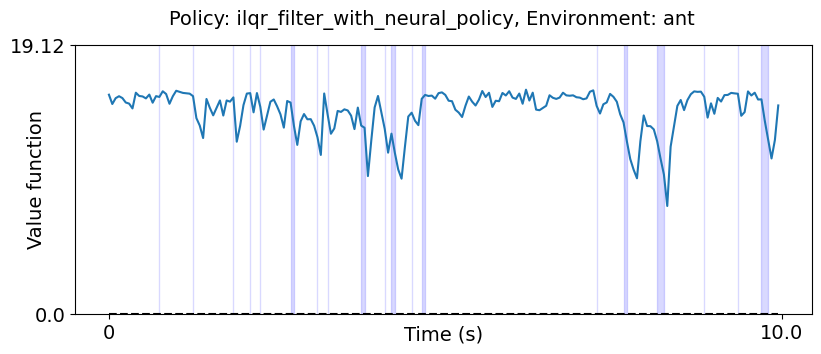 Policy: ilqr_filter_with_neural_policy, Environment: ant
19.12
Value function
0.0
0
Time (s)
10.0